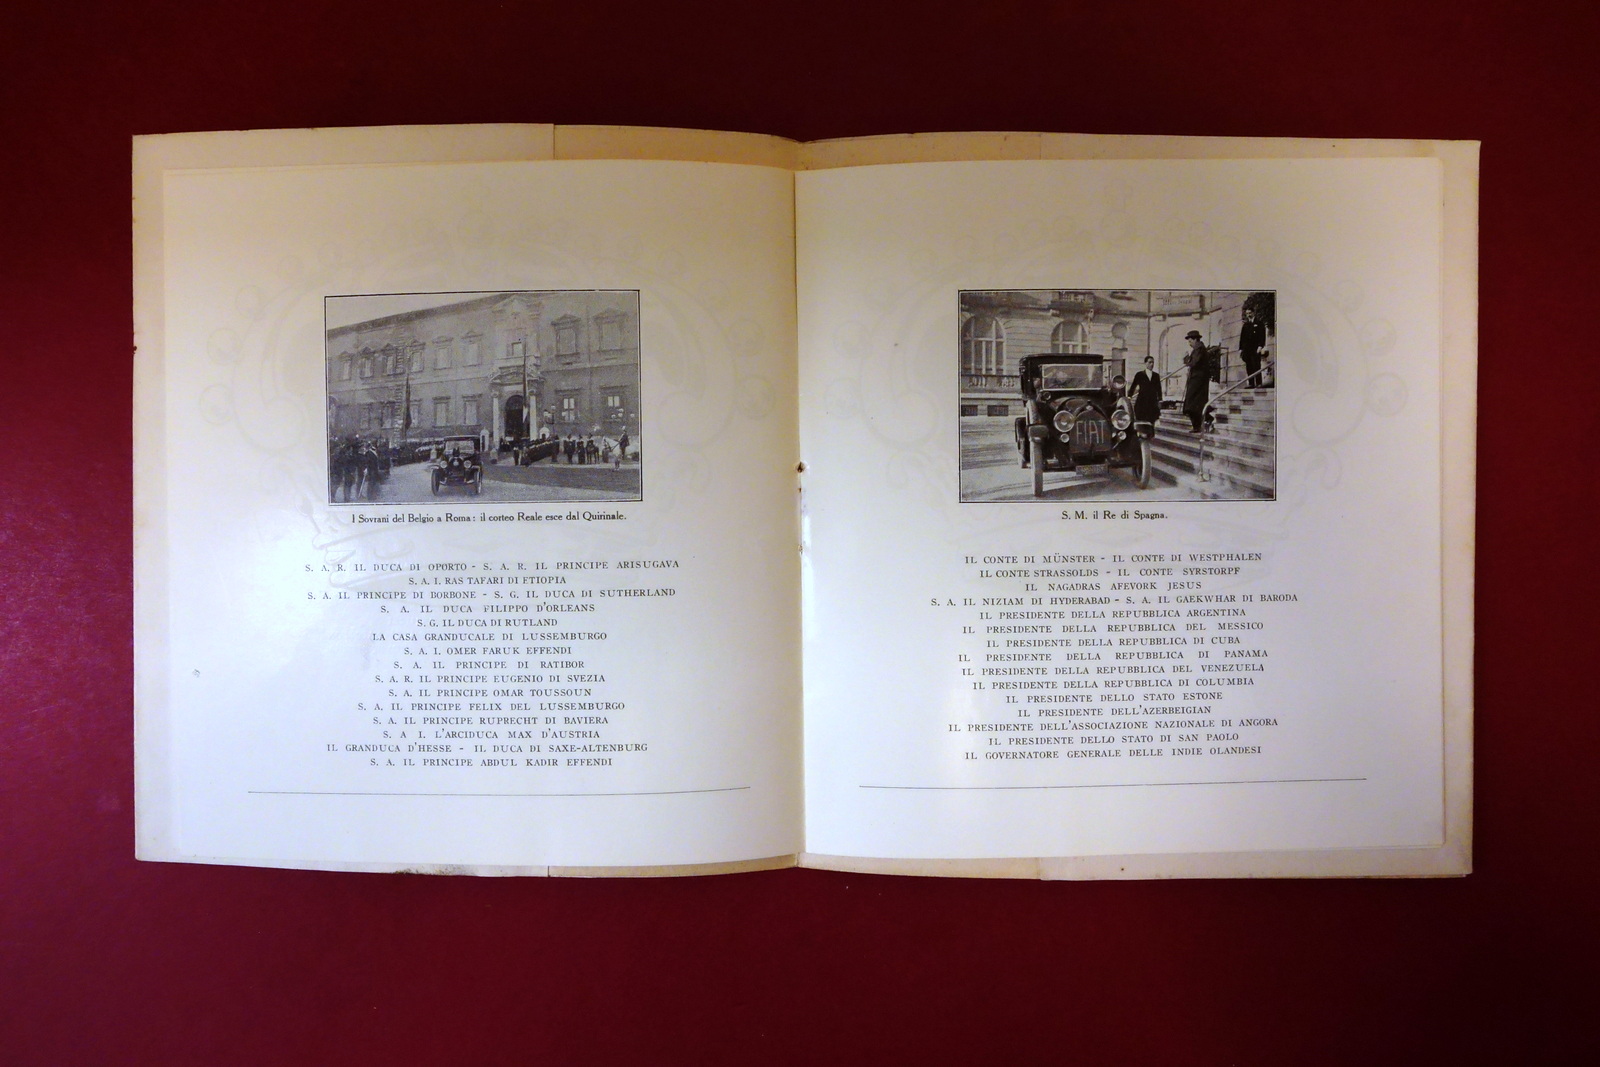 I Sovrani del Belgio a Roma: il corteo Reale esce dal Quirinale.
S. A. R. IL DUCA DI OPORTO - S. A. R. IL PRINCIPE ARISUGAVA
S. A. I. RAS TAFARI DI ETIOPIA
S. A. IL PRINCIPE DI BORBONE - S. G. IL DUCA DI SUTHERLAND
S. A. IL DUCA FILIPPO D'ORLEANS
S. G. IL DUCA DI RUTLAND
LA CASA GRANDUCALE DI LUSSEMBURGO
S. A. I. OMER FARUK EFFENDI
S. A. IL PRINCIPE DI RATIBOR
S. A. R. IL PRINCIPE EUGENIO DI SVEZIA
S. A. IL PRINCIPE OMAR TOUSSOUN
S. A. IL PRINCIPE FELIX DEL LUSSEMBURGO
S. A. IL PRINCIPE RUPRECHT DI BAVIERA
S. A I. L'ARCIDUCA MAX D'AUSTRIA
IL GRANDUCA D'HESSE - IL DUCA DI SAXE-ALTENBURG
S. A. IL PRINCIPE ABDUL KADIR EFFENDI
FIAT
S. M. il Re di Spagna.
IL CONTE DI MÜNSTER - IL CONTE DI WESTPHALEN
IL CONTE STRASSOLDS - IL CONTE SYRSTORPF
IL NAGADRAS AFEVORK JESUS
S. A. IL NIZIAM DI HYDERABAD - S. A. IL GAEKWHAR DI BARODA
IL PRESIDENTE DELLA REPUBBLICA ARGENTINA
IL PRESIDENTE DELLA REPUBBLICA DEL MESSICO
IL PRESIDENTE DELLA REPUBBLICA DI CUBA
IL PRESIDENTE DELLA REPUBBLICA DI PANAMA
IL PRESIDENTE DELLA REPUBBLICA DEL VENEZUELA
IL PRESIDENTE DELLA REPUBBLICA DI COLUMBIA
IL PRESIDENTE DELLO STATO ESTONE
IL PRESIDENTE DELL'AZERBEIGIAN
IL PRESIDENTE DELL'ASSOCIAZIONE NAZIONALE DI ANGORA
IL PRESIDENTE DELLO STATO DI SAN PAOLO
IL GOVERNATORE GENERALE DELLE INDIE OLANDESI